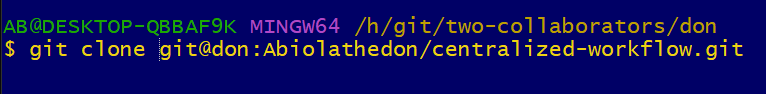 AB@DESKTOP-QBBAF9K MINGW64 /h/git/two-collaborators/don
$ git clone git@don:Abiolathedon/centralized-workflow.git